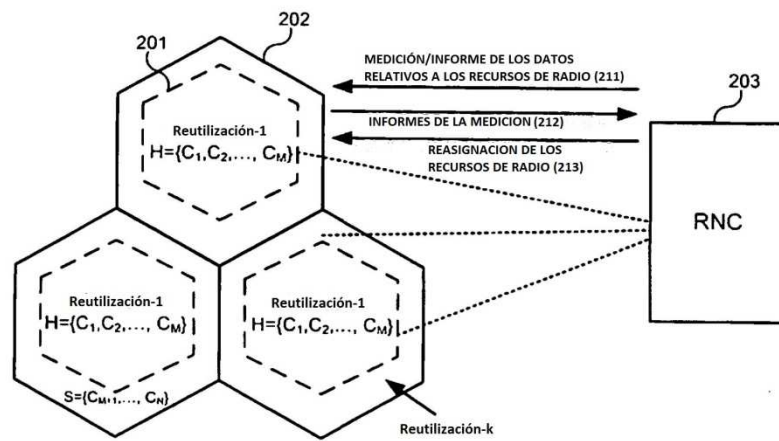 201
202
MEDICIÓN/INFORME DE LOS DATOS
RELATIVOS A LOS RECURSOS DE RADIO (211)
203
INFORMES DE LA MEDICION (212)
REASIGNACION DE LOS
RECURSOS DE RADIO (213)
Reutilización-1
H={C1,C2,..., CM}
RNC
Reutilización-1
H={C1,C2,..., CM}
Reutilización-1
H={C1,C2,..., CM}
S={CM+1,..., CN}
Reutilización-k